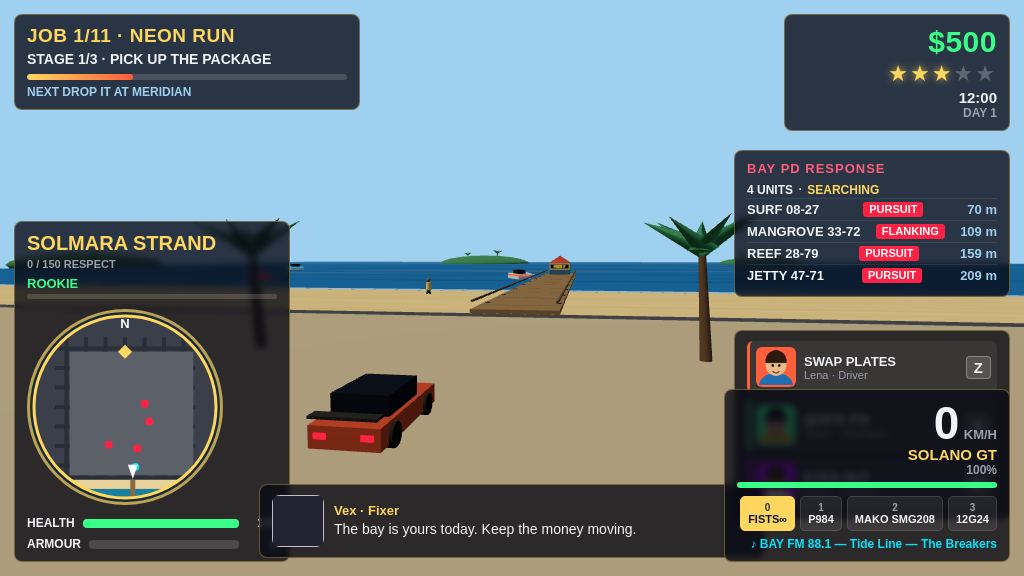 JOB 1/11 · NEON RUN
STAGE 1/3 · PICK UP THE PACKAGE
NEXT DROP IT AT MERIDIAN
$500
12:00
DAY 1
BAY PD RESPONSE
4 UNITS · SEARCHING
SURF 08-27 PURSUIT 70 m
MANGROVE 33-72 FLANKING 109 m
REEF 28-79 PURSUIT 159 m
JETTY 47-71 PURSUIT 209 m
SOLMARA STRAND
0 / 150 RESPECT
ROOKIE
N
HEALTH
ARMOUR
SWAP PLATES
Lena · Driver
Z
0 KM/H
SOLANO GT
100%
0 FISTS∞
1 P984
2 MAKO SMG208
3 12G24
♪ BAY FM 88.1 — Tide Line — The Breakers
Vex · Fixer
The bay is yours today. Keep the money moving.